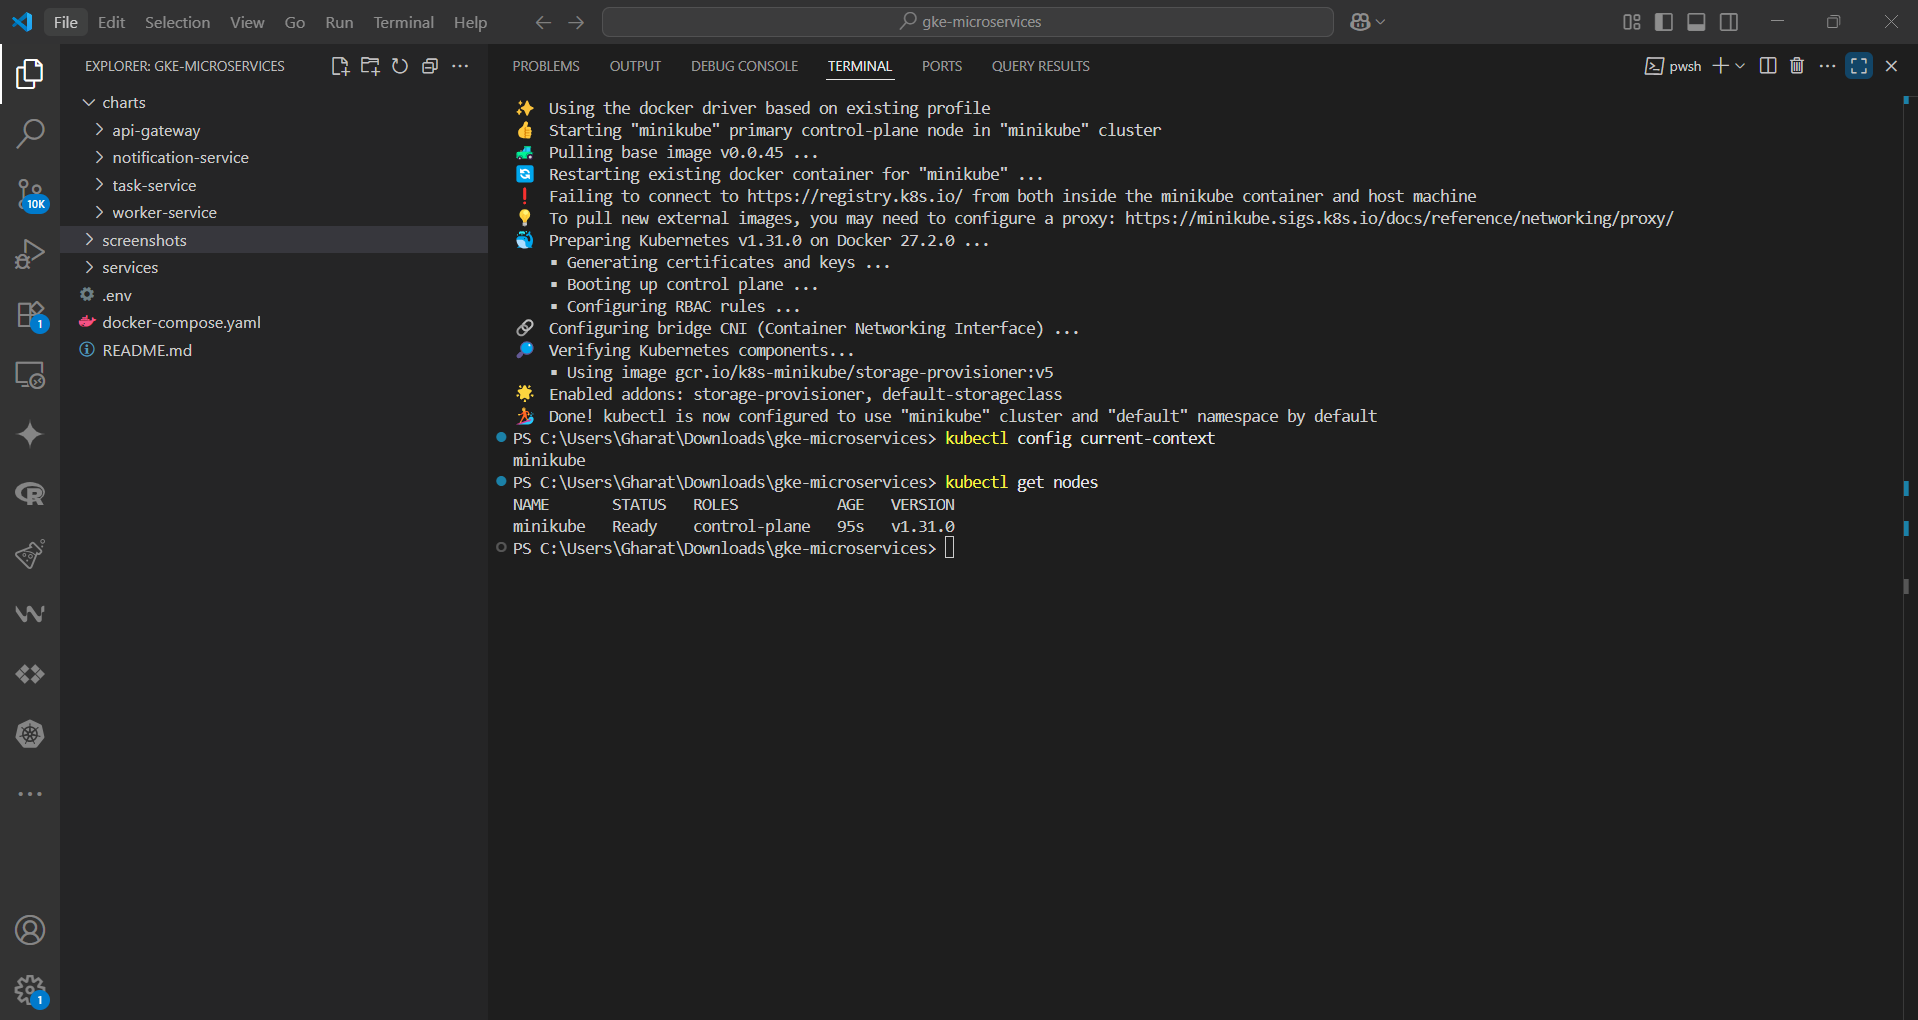 File Edit Selection View Go Run Terminal Help
gke-microservices
EXPLORER: GKE-MICROSERVICES
charts
api-gateway
notification-service
task-service
worker-service
screenshots
services
.env
docker-compose.yaml
README.md
10K
1
1
PROBLEMS OUTPUT DEBUG CONSOLE TERMINAL PORTS QUERY RESULTS
pwsh
Using the docker driver based on existing profile
Starting "minikube" primary control-plane node in "minikube" cluster
Pulling base image v0.0.45 ...
Restarting existing docker container for "minikube" ...
Failing to connect to https://registry.k8s.io/ from both inside the minikube container and host machine
To pull new external images, you may need to configure a proxy: https://minikube.sigs.k8s.io/docs/reference/networking/proxy/
Preparing Kubernetes v1.31.0 on Docker 27.2.0 ...
▪ Generating certificates and keys ...
▪ Booting up control plane ...
▪ Configuring RBAC rules ...
Configuring bridge CNI (Container Networking Interface) ...
Verifying Kubernetes components...
▪ Using image gcr.io/k8s-minikube/storage-provisioner:v5
Enabled addons: storage-provisioner, default-storageclass
Done! kubectl is now configured to use "minikube" cluster and "default" namespace by default
PS C:\Users\Gharat\Downloads\gke-microservices> kubectl config current-context
minikube
PS C:\Users\Gharat\Downloads\gke-microservices> kubectl get nodes
NAME STATUS ROLES AGE VERSION
minikube Ready control-plane 95s v1.31.0
PS C:\Users\Gharat\Downloads\gke-microservices>